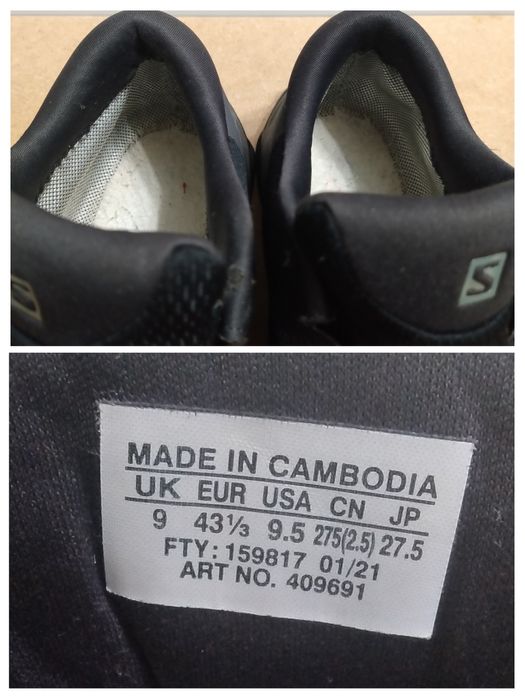 S
S
MADE IN CAMBODIA
UK EUR USA CN JP
9 43⅓ 9.5 275(2.5) 27.5
FTY: 159817 01/21
ART NO. 409691